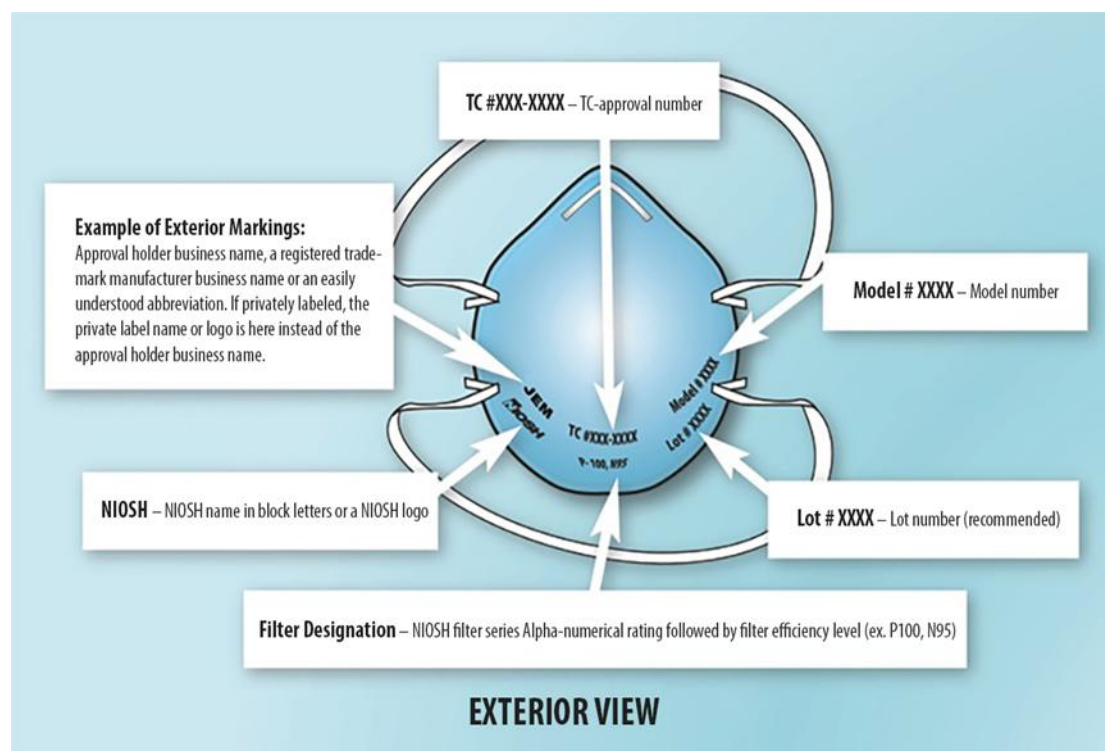 TC #XXX-XXXX – TC-approval number
Example of Exterior Markings:
Approval holder business name, a registered trade-
mark manufacturer business name or an easily
understood abbreviation. If privately labeled, the
private label name or logo is here instead of the
approval holder business name.
Model # XXXX – Model number
JEM
NIOSH
TC #XXX-XXXX
P-100, N95
Model # XXXX
Lot # XXXX
NIOSH – NIOSH name in block letters or a NIOSH logo
Lot # XXXX – Lot number (recommended)
Filter Designation – NIOSH filter series Alpha-numerical rating followed by filter efficiency level (ex. P100, N95)
EXTERIOR VIEW